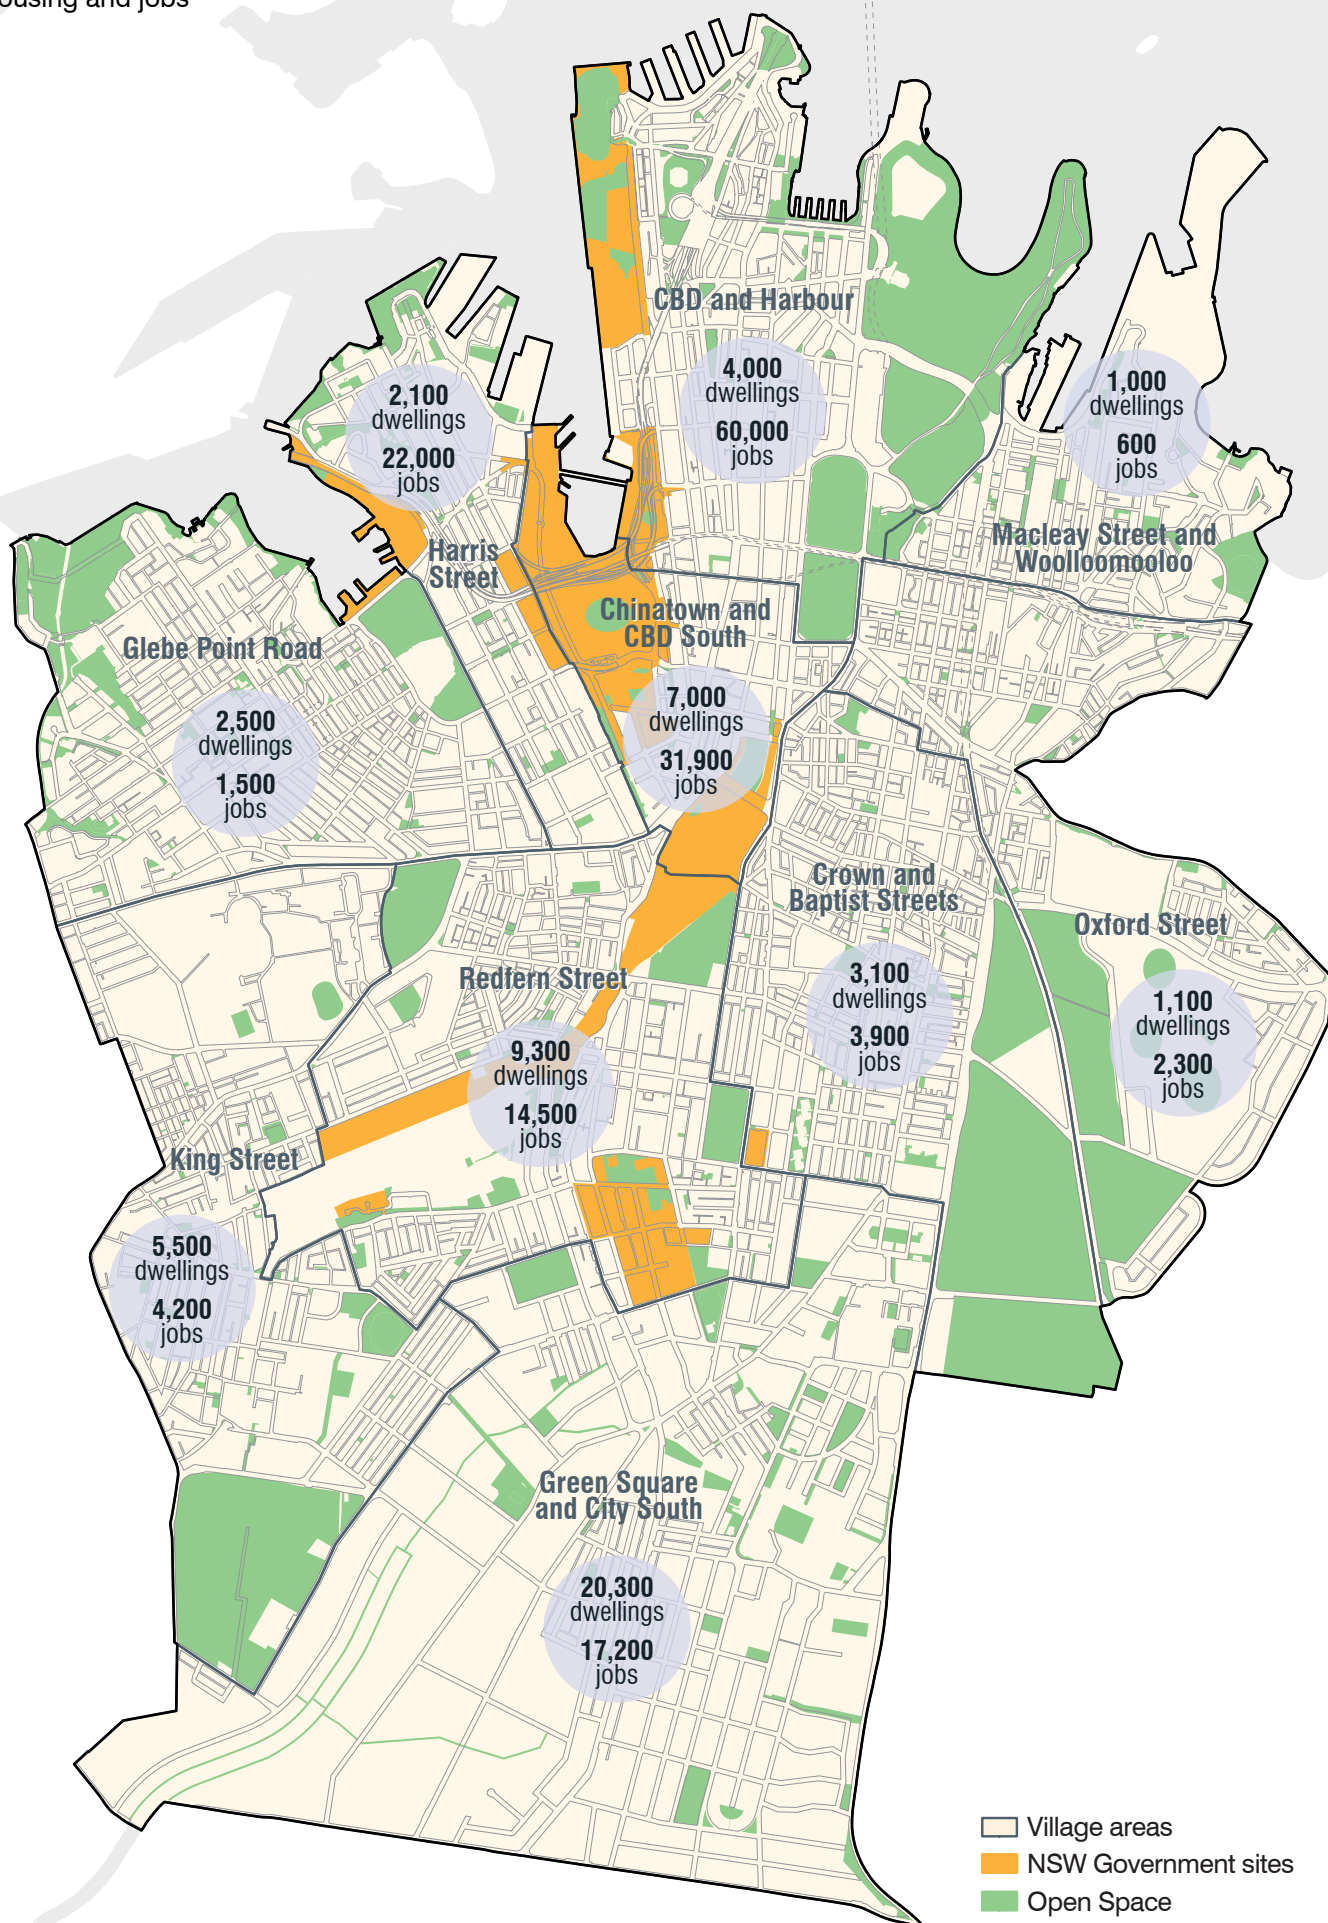 ousing and jobs
CBD and Harbour
4,000
dwellings
60,000
jobs
2,100
dwellings
22,000
jobs
Harris
Street
1,000
dwellings
600
jobs
Macleay Street and
Woolloomooloo
Chinatown and
CBD South
7,000
dwellings
31,900
jobs
Glebe Point Road
2,500
dwellings
1,500
jobs
Crown and
Baptist Streets
3,100
dwellings
3,900
jobs
Oxford Street
1,100
dwellings
2,300
jobs
Redfern Street
9,300
dwellings
14,500
jobs
King Street
5,500
dwellings
4,200
jobs
Green Square
and City South
20,300
dwellings
17,200
jobs
Village areas
NSW Government sites
Open Space